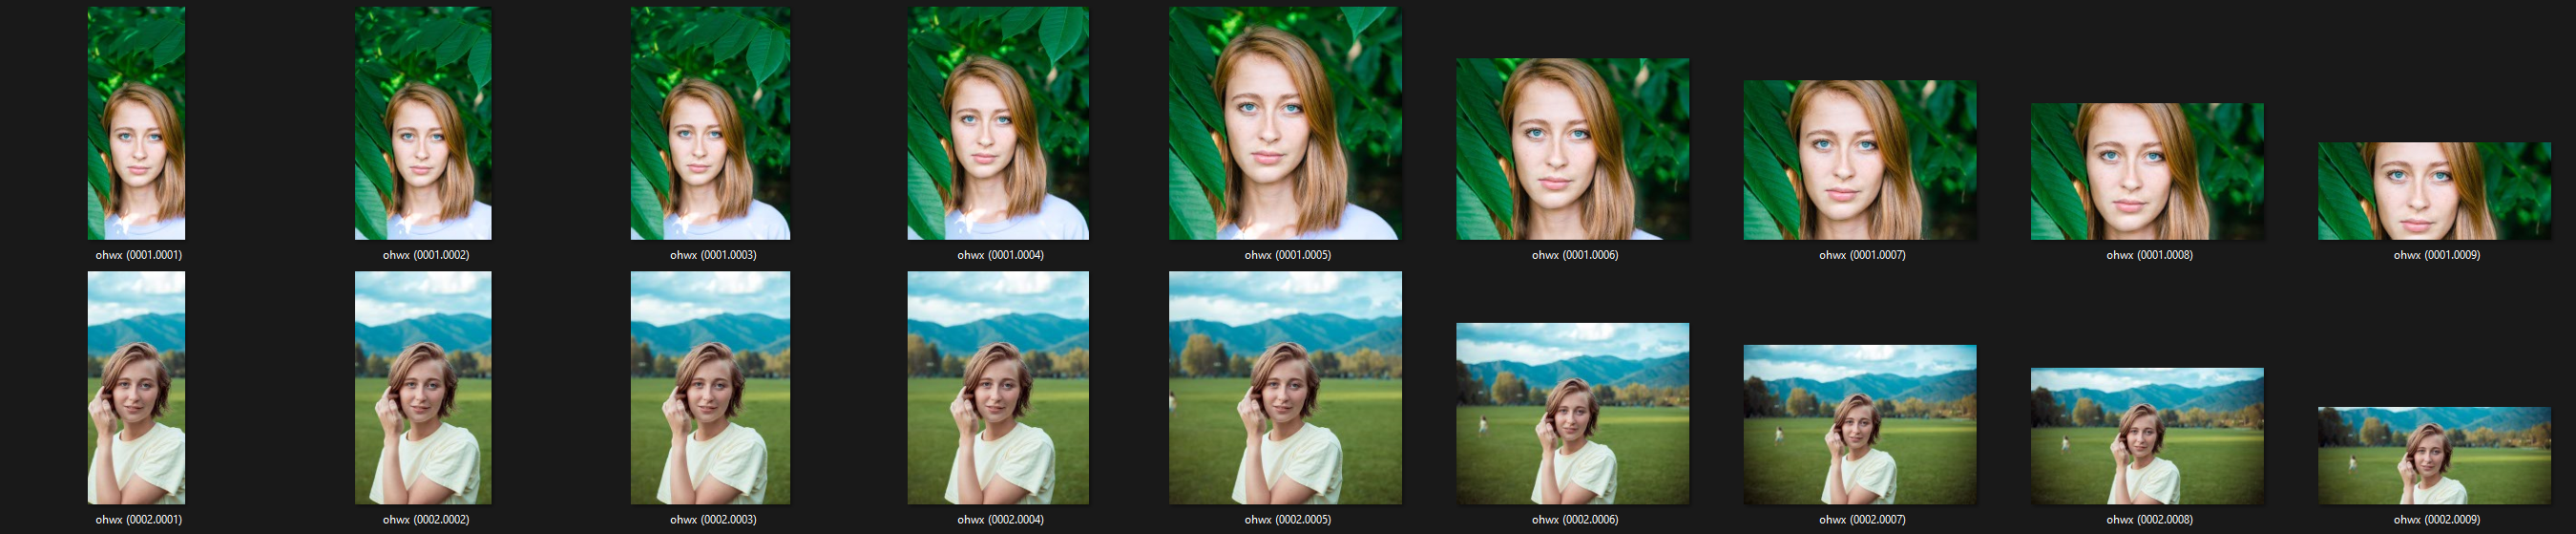 ohwx (0001.0001)
ohwx (0001.0002)
ohwx (0001.0003)
ohwx (0001.0004)
ohwx (0001.0005)
ohwx (0001.0006)
ohwx (0001.0007)
ohwx (0001.0008)
ohwx (0001.0009)
ohwx (0002.0001)
ohwx (0002.0002)
ohwx (0002.0003)
ohwx (0002.0004)
ohwx (0002.0005)
ohwx (0002.0006)
ohwx (0002.0007)
ohwx (0002.0008)
ohwx (0002.0009)